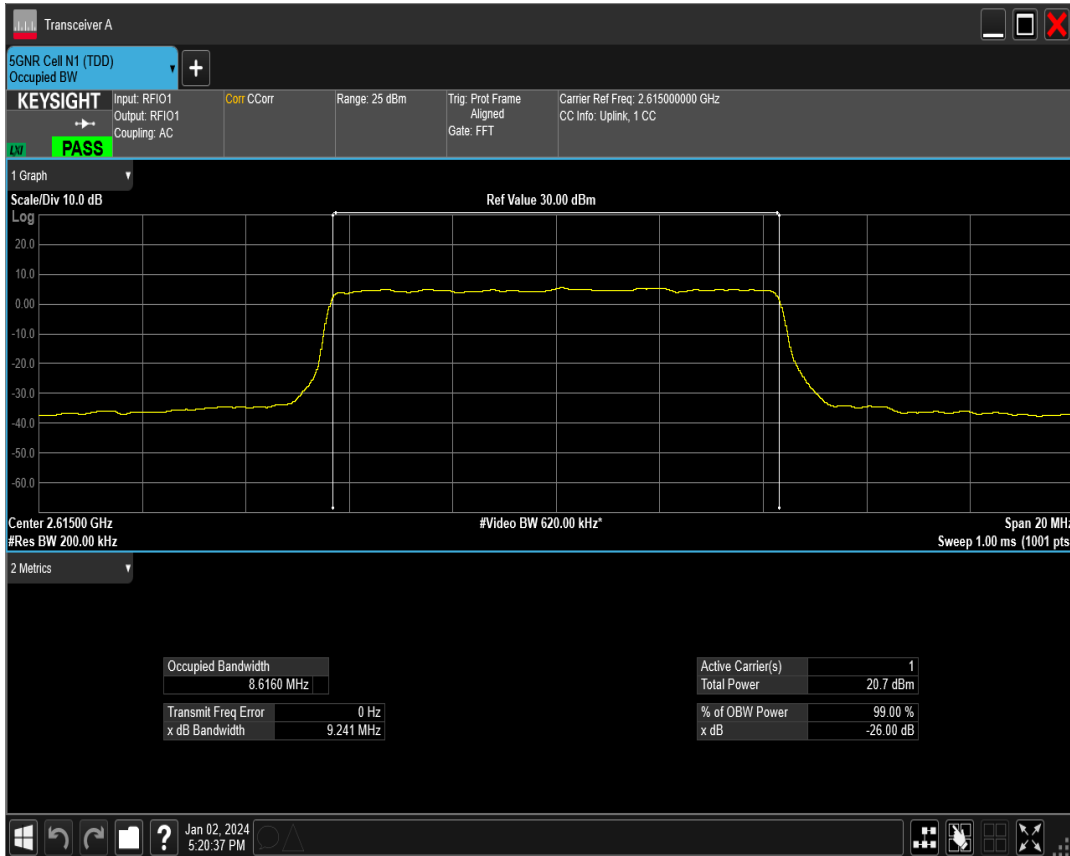 Transceiver A
5GNR Cell N1 (TDD)
Occupied BW
+
KEYSIGHT
LXI
PASS
Input: RFIO1
Output: RFIO1
Coupling: AC
Corr CCorr
Range: 25 dBm
Trig: Prot Frame
Aligned
Gate: FFT
Carrier Ref Freq: 2.615000000 GHz
CC Info: Uplink, 1 CC
1 Graph
Scale/Div 10.0 dB
Ref Value 30.00 dBm
Log
20.0
10.0
0.00
-10.0
-20.0
-30.0
-40.0
-50.0
-60.0
Center 2.61500 GHz
#Video BW 620.00 kHz*
Span 20 MHz
#Res BW 200.00 kHz
Sweep 1.00 ms (1001 pts
2 Metrics
Occupied Bandwidth
8.6160 MHz
Transmit Freq Error 0 Hz
x dB Bandwidth 9.241 MHz
Active Carrier(s) 1
Total Power 20.7 dBm
% of OBW Power 99.00 %
x dB -26.00 dB
?
Jan 02, 2024
5:20:37 PM